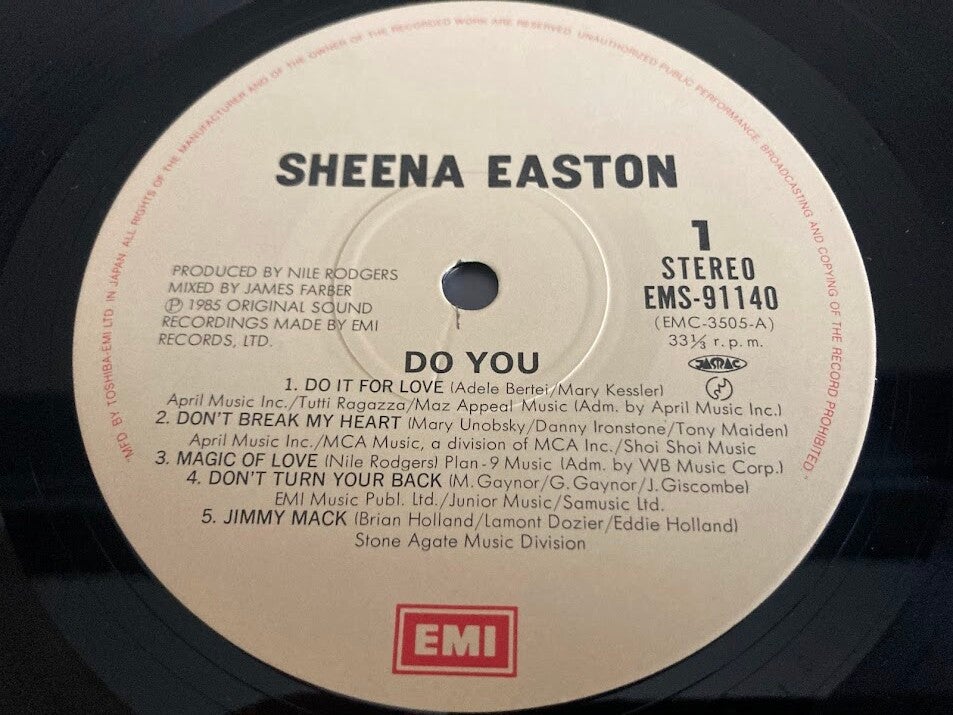 "MFD. BY TOSHIBA-EMI LTD. IN JAPAN. ALL RIGHTS OF THE MANUFACTURER AND OF THE OWNER OF THE RECORDED WORK ARE RESERVED. UNAUTHORIZED PUBLIC PERFORMANCE, BROADCASTING AND COPYING OF THE RECORD PROHIBITED"
SHEENA EASTON
1
STEREO
EMS-91140
(EMC-3505-A)
33⅓ r.p.m.
JASRAC
PRODUCED BY NILE RODGERS
MIXED BY JAMES FARBER
Ⓟ 1985 ORIGINAL SOUND
RECORDINGS MADE BY EMI
RECORDS, LTD.
DO YOU
1. DO IT FOR LOVE (Adele Bertei/Mary Kessler)
April Music Inc./Tutti Ragazza/Maz Appeal Music (Adm. by April Music Inc.)
2. DON'T BREAK MY HEART (Mary Unobsky/Danny Ironstone/Tony Maiden)
April Music Inc./MCA Music, a division of MCA Inc./Shoi Shoi Music
3. MAGIC OF LOVE (Nile Rodgers) Plan-9 Music (Adm. by WB Music Corp.)
4. DON'T TURN YOUR BACK (M. Gaynor/G. Gaynor/J. Giscombe)
EMI Music Publ. Ltd./Junior Music/Samusic Ltd.
5. JIMMY MACK (Brian Holland/Lamont Dozier/Eddie Holland)
Stone Agate Music Division
EMI